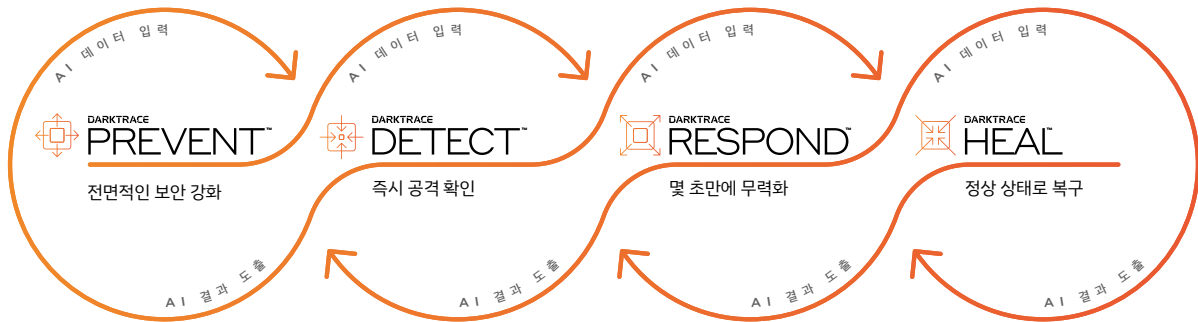 AI 데이터 입력
DARKTRACE
PREVENT™
전면적인 보안 강화
AI 결과 도출
AI 데이터 입력
DARKTRACE
DETECT™
즉시 공격 확인
AI 결과 도출
AI 데이터 입력
DARKTRACE
RESPOND™
몇 초만에 무력화
AI 결과 도출
AI 데이터 입력
DARKTRACE
HEAL™
정상 상태로 복구
AI 결과 도출